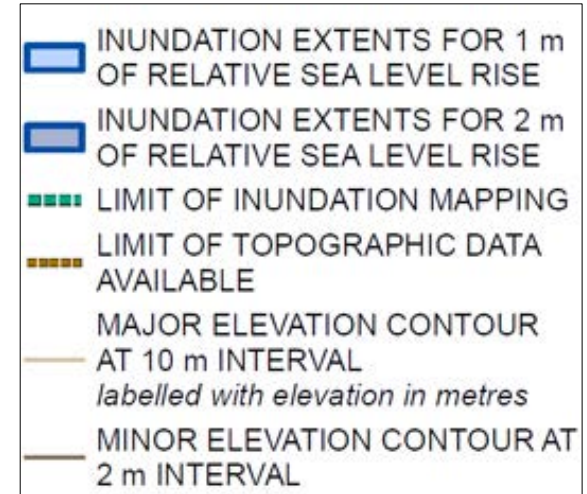 INUNDATION EXTENTS FOR 1 m
OF RELATIVE SEA LEVEL RISE
INUNDATION EXTENTS FOR 2 m
OF RELATIVE SEA LEVEL RISE
LIMIT OF INUNDATION MAPPING
LIMIT OF TOPOGRAPHIC DATA
AVAILABLE
MAJOR ELEVATION CONTOUR
AT 10 m INTERVAL
labelled with elevation in metres
MINOR ELEVATION CONTOUR AT
2 m INTERVAL